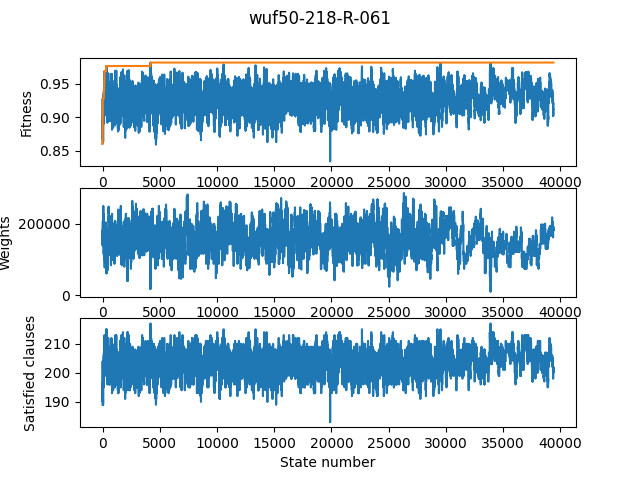 wuf50-218-R-061
Fitness
0.95
0.90
0.85
0 5000 10000 15000 20000 25000 30000 35000 40000
Weights
200000
0
0 5000 10000 15000 20000 25000 30000 35000 40000
Satisfied clauses
210
200
190
0 5000 10000 15000 20000 25000 30000 35000 40000
State number